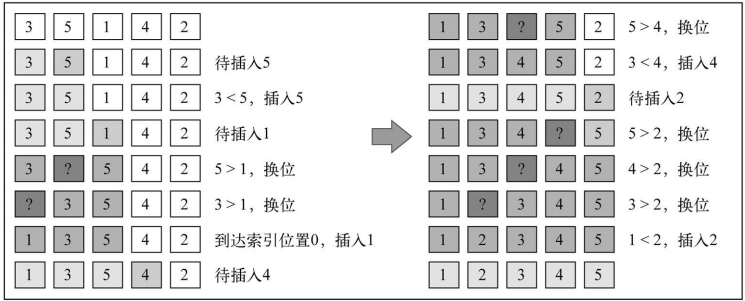 3 5 1 4 2
3 5 1 4 2 待插入5
3 5 1 4 2 3 < 5，插入5
3 5 1 4 2 待插入1
3 ? 5 4 2 5 > 1，换位
? 3 5 4 2 3 > 1，换位
1 3 5 4 2 到达索引位置0，插入1
1 3 5 4 2 待插入4
1 3 ? 5 2 5 > 4，换位
1 3 4 5 2 3 < 4，插入4
1 3 4 5 2 待插入2
1 3 4 ? 5 5 > 2，换位
1 3 ? 4 5 4 > 2，换位
1 ? 3 4 5 3 > 2，换位
1 2 3 4 5 1 < 2，插入2
1 2 3 4 5